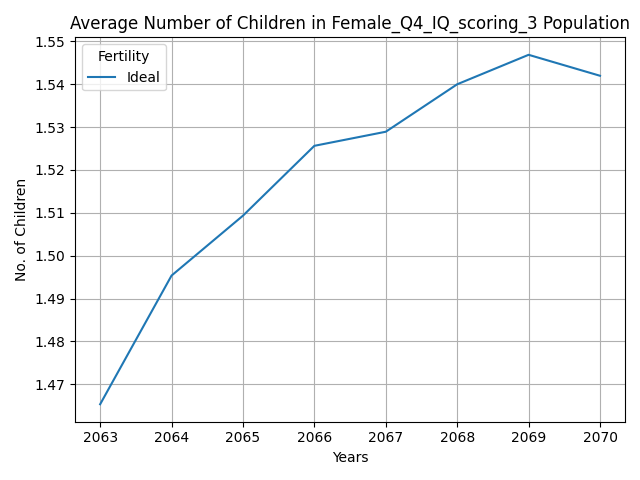 Average Number of Children in Female_Q4_IQ_scoring_3 Population
Fertility
Ideal
1.55
1.54
1.53
1.52
1.51
1.50
1.49
1.48
1.47
No. of Children
2063 2064 2065 2066 2067 2068 2069 2070
Years